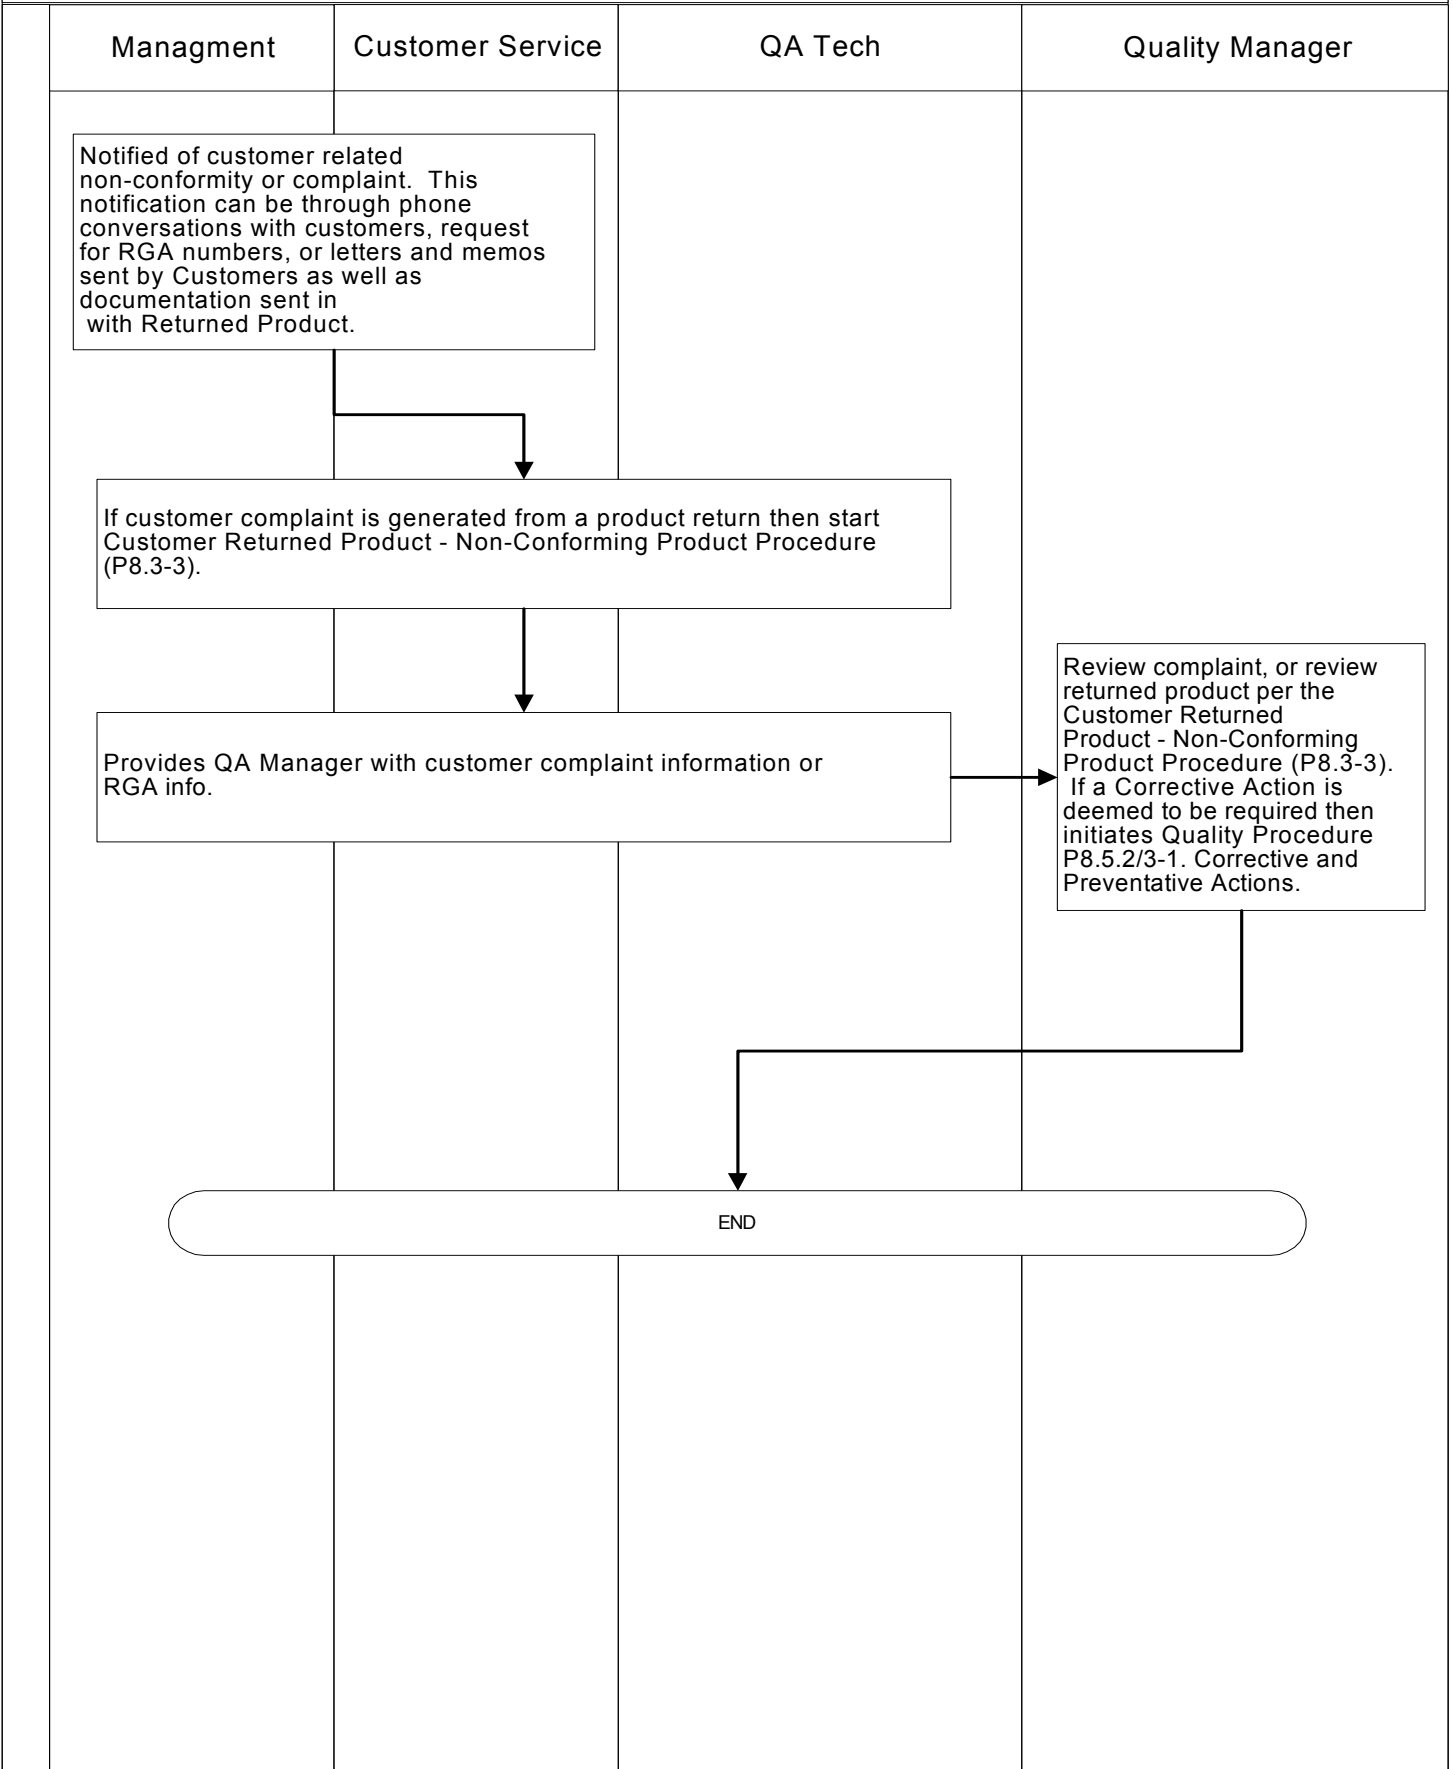 Managment
Customer Service
QA Tech
Quality Manager
Notified of customer related
non-conformity or complaint. This
notification can be through phone
conversations with customers, request
for RGA numbers, or letters and memos
sent by Customers as well as
documentation sent in
with Returned Product.
If customer complaint is generated from a product return then start
Customer Returned Product - Non-Conforming Product Procedure
(P8.3-3).
Provides QA Manager with customer complaint information or
RGA info.
Review complaint, or review
returned product per the
Customer Returned
Product - Non-Conforming
Product Procedure (P8.3-3).
If a Corrective Action is
deemed to be required then
initiates Quality Procedure
P8.5.2/3-1. Corrective and
Preventative Actions.
END